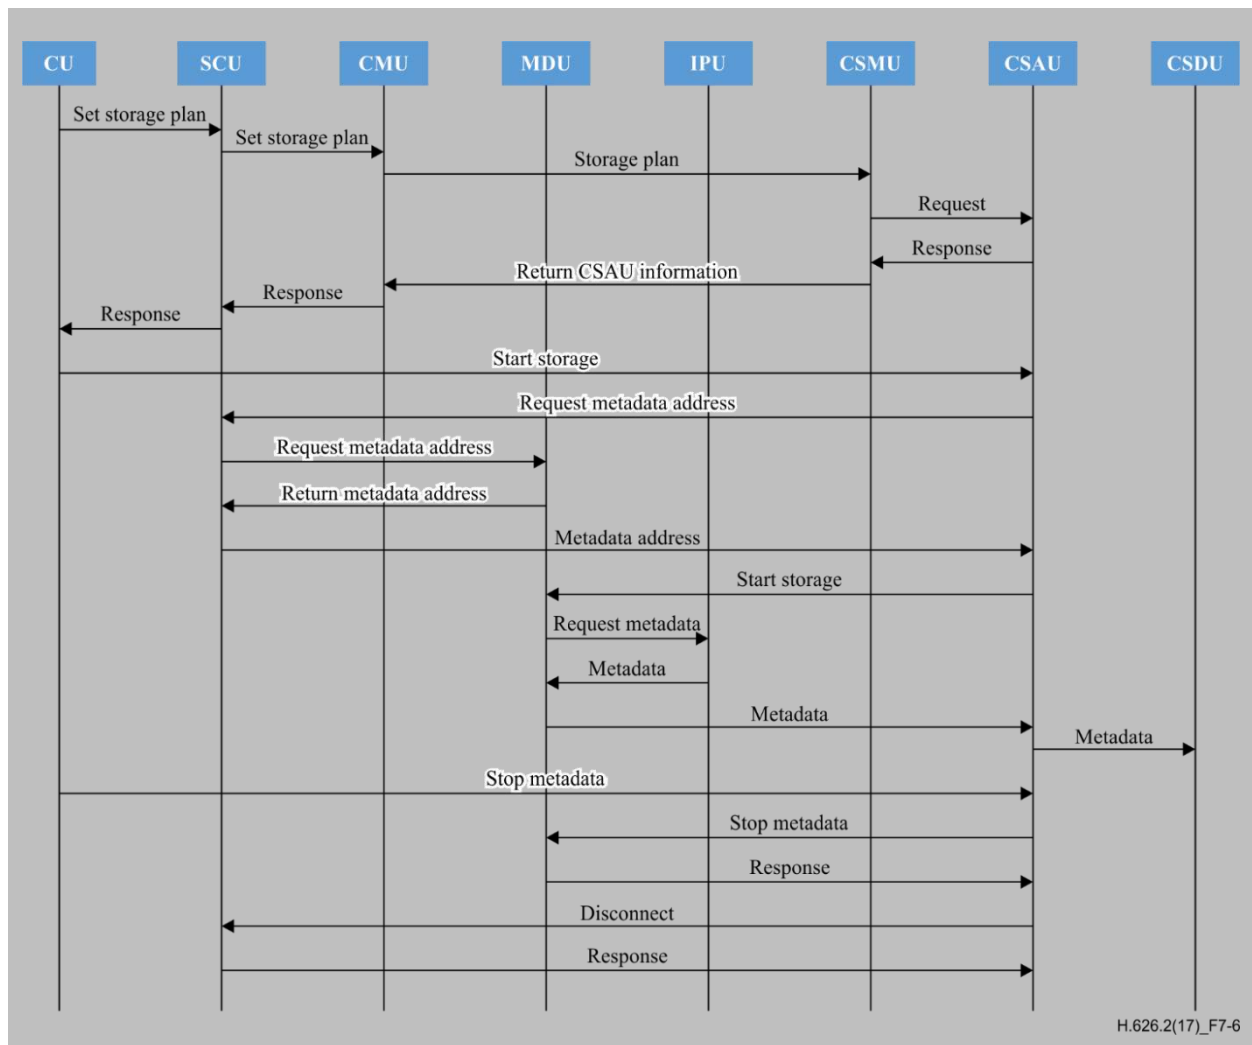 CU SCU CMU MDU IPU CSMU CSAU CSDU
Set storage plan
Set storage plan
Storage plan
Request
Response
Return CSAU information
Response
Response
Start storage
Request metadata address
Request metadata address
Return metadata address
Metadata address
Start storage
Request metadata
Metadata
Metadata
Metadata
Stop metadata
Stop metadata
Response
Disconnect
Response
H.626.2(17)_F7-6